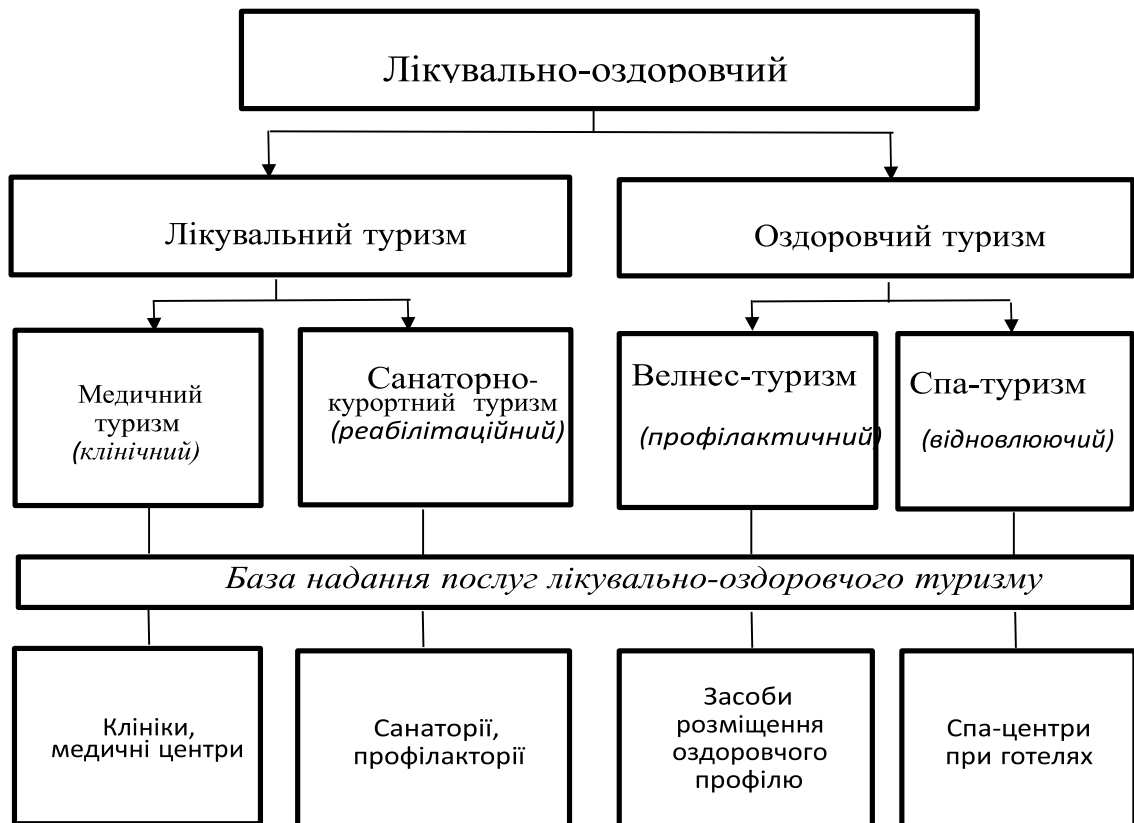 Лікувально-оздоровчий
Лікувальний туризм
Оздоровчий туризм
Медичний
туризм
(клінічний)
Санаторно-
курортний туризм
(реабілітаційний)
Велнес-туризм
(профілактичний)
Спа-туризм
(відновлюючий)
База надання послуг лікувально-оздоровчого туризму
Клініки,
медичні центри
Санаторії,
профілакторії
Засоби
розміщення
оздоровчого
профілю
Спа-центри
при готелях